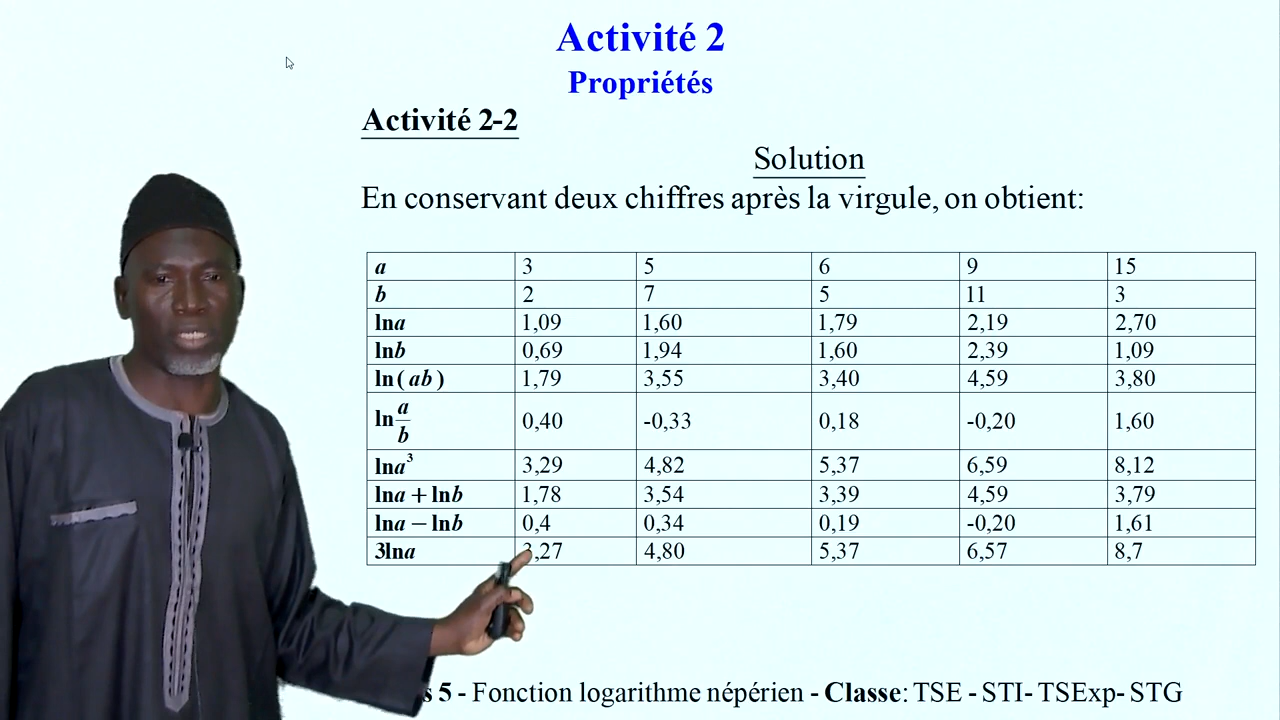 Activité 2
Propriétés
Activité 2-2
Solution
En conservant deux chiffres après la virgule, on obtient:
a 3 5 6 9 15
b 2 7 5 11 3
lna 1,09 1,60 1,79 2,19 2,70
lnb 0,69 1,94 1,60 2,39 1,09
ln(ab) 1,79 3,55 3,40 4,59 3,80
ln a/b 0,40 -0,33 0,18 -0,20 1,60
lna³ 3,29 4,82 5,37 6,59 8,12
lna + lnb 1,78 3,54 3,39 4,59 3,79
lna − lnb 0,4 0,34 0,19 -0,20 1,61
3lna 3,27 4,80 5,37 6,57 8,7
5 - Fonction logarithme népérien - Classe: TSE - STI- TSExp- STG